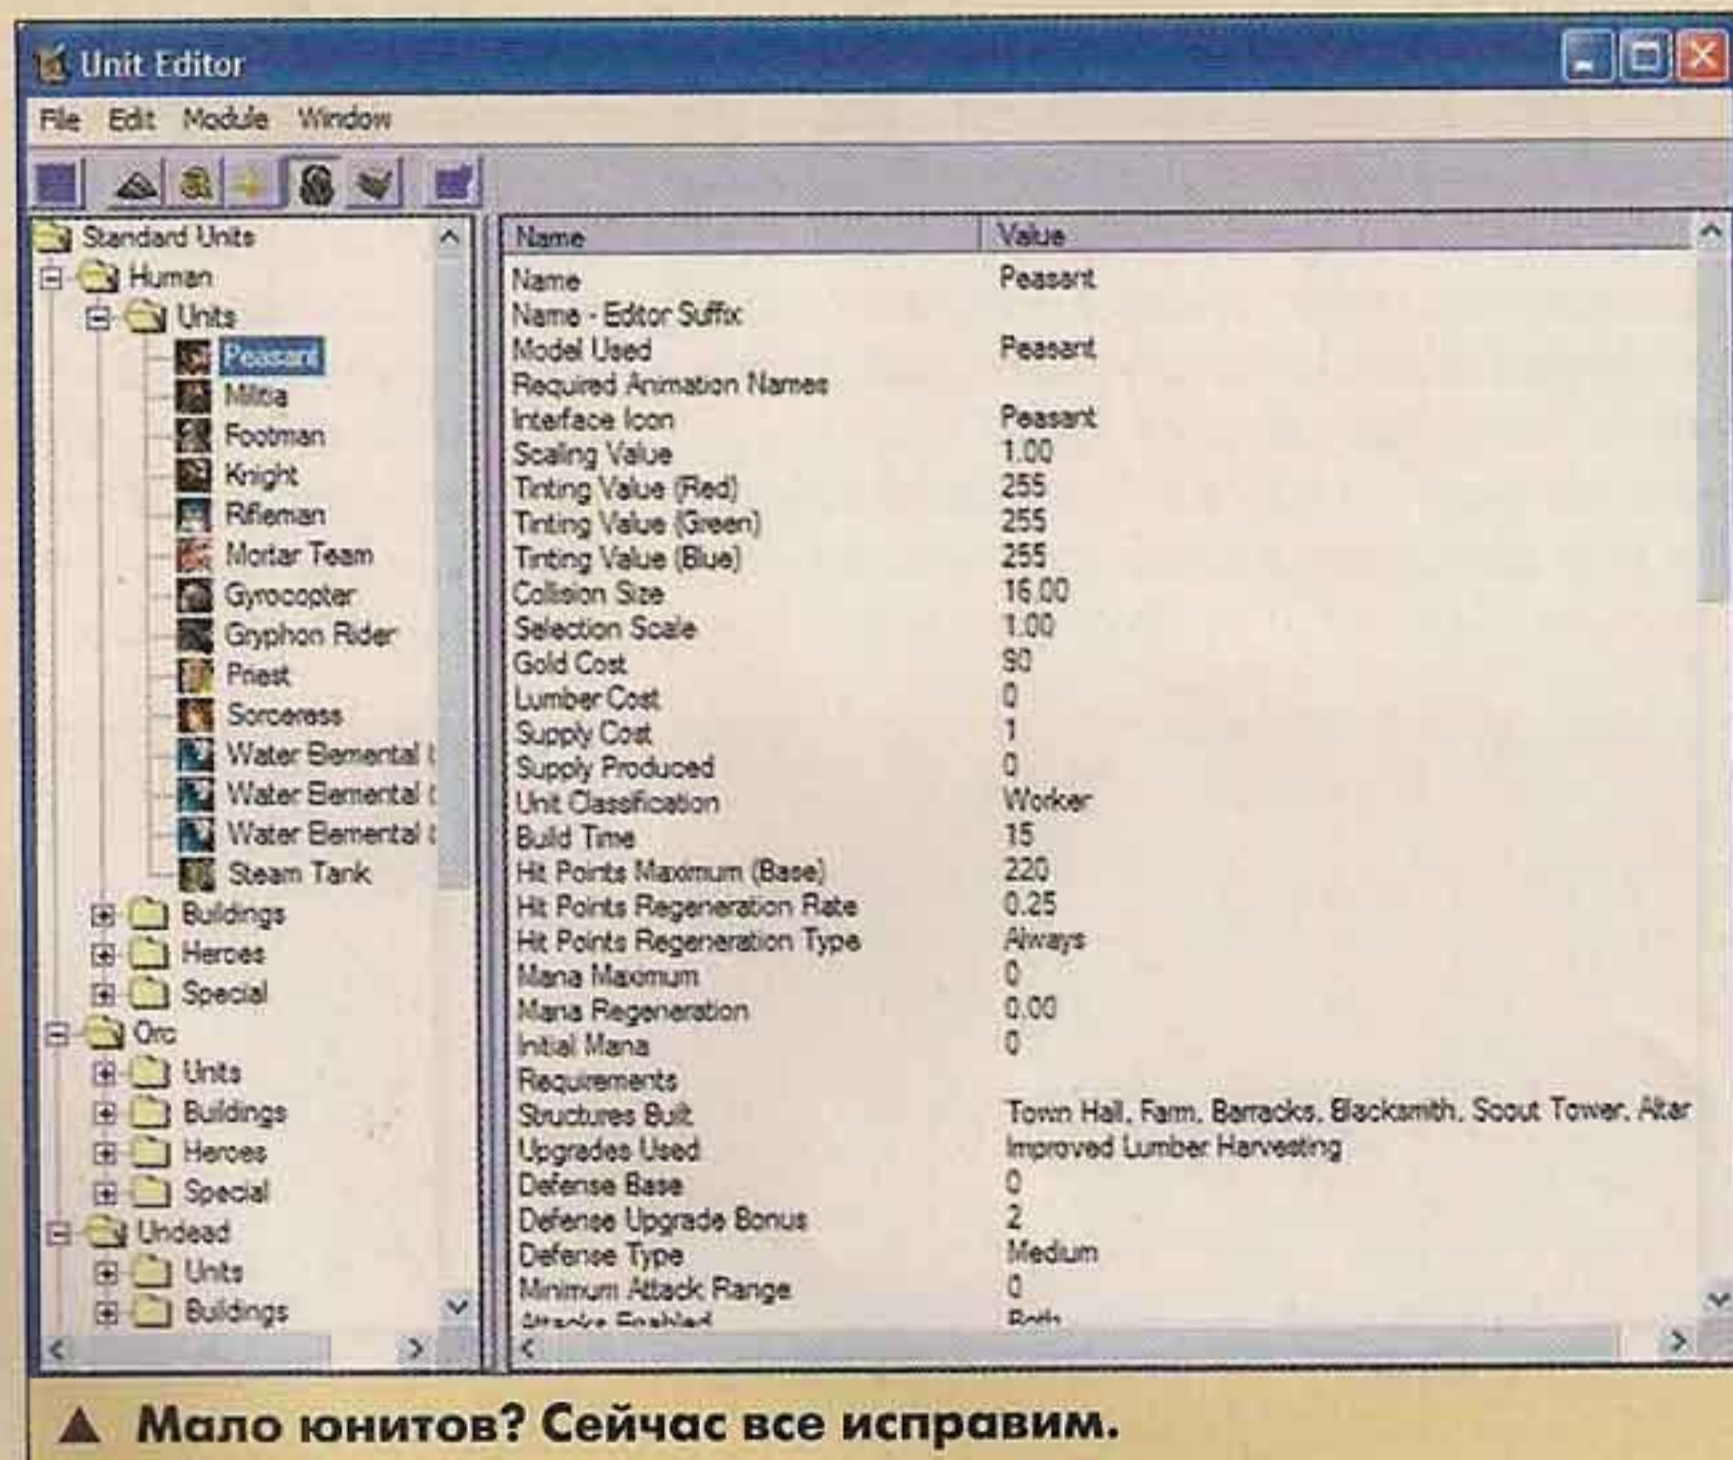 Unit Editor
File Edit Module Window
Standard Units
Human
Units
Peasant
Militia
Footman
Knight
Rifleman
Mortar Team
Gyrocopter
Gryphon Rider
Priest
Sorceress
Water Elemental (
Water Elemental (
Water Elemental (
Steam Tank
Buildings
Heroes
Special
Orc
Units
Buildings
Heroes
Special
Undead
Units
Buildings
Name Value
Name Peasant
Name - Editor Suffix
Model Used Peasant
Required Animation Names
Interface Icon Peasant
Scaling Value 1.00
Tinting Value (Red) 255
Tinting Value (Green) 255
Tinting Value (Blue) 255
Collision Size 16.00
Selection Scale 1.00
Gold Cost 90
Lumber Cost 0
Supply Cost 1
Supply Produced 0
Unit Classification Worker
Build Time 15
Hit Points Maximum (Base) 220
Hit Points Regeneration Rate 0.25
Hit Points Regeneration Type Always
Mana Maximum 0
Mana Regeneration 0.00
Initial Mana 0
Requirements
Structures Built Town Hall, Farm, Barracks, Blacksmith, Scout Tower, Altar
Upgrades Used Improved Lumber Harvesting
Defense Base 0
Defense Upgrade Bonus 2
Defense Type Medium
Minimum Attack Range 0
Attacks Enabled Both
Мало юнитов? Сейчас все исправим.